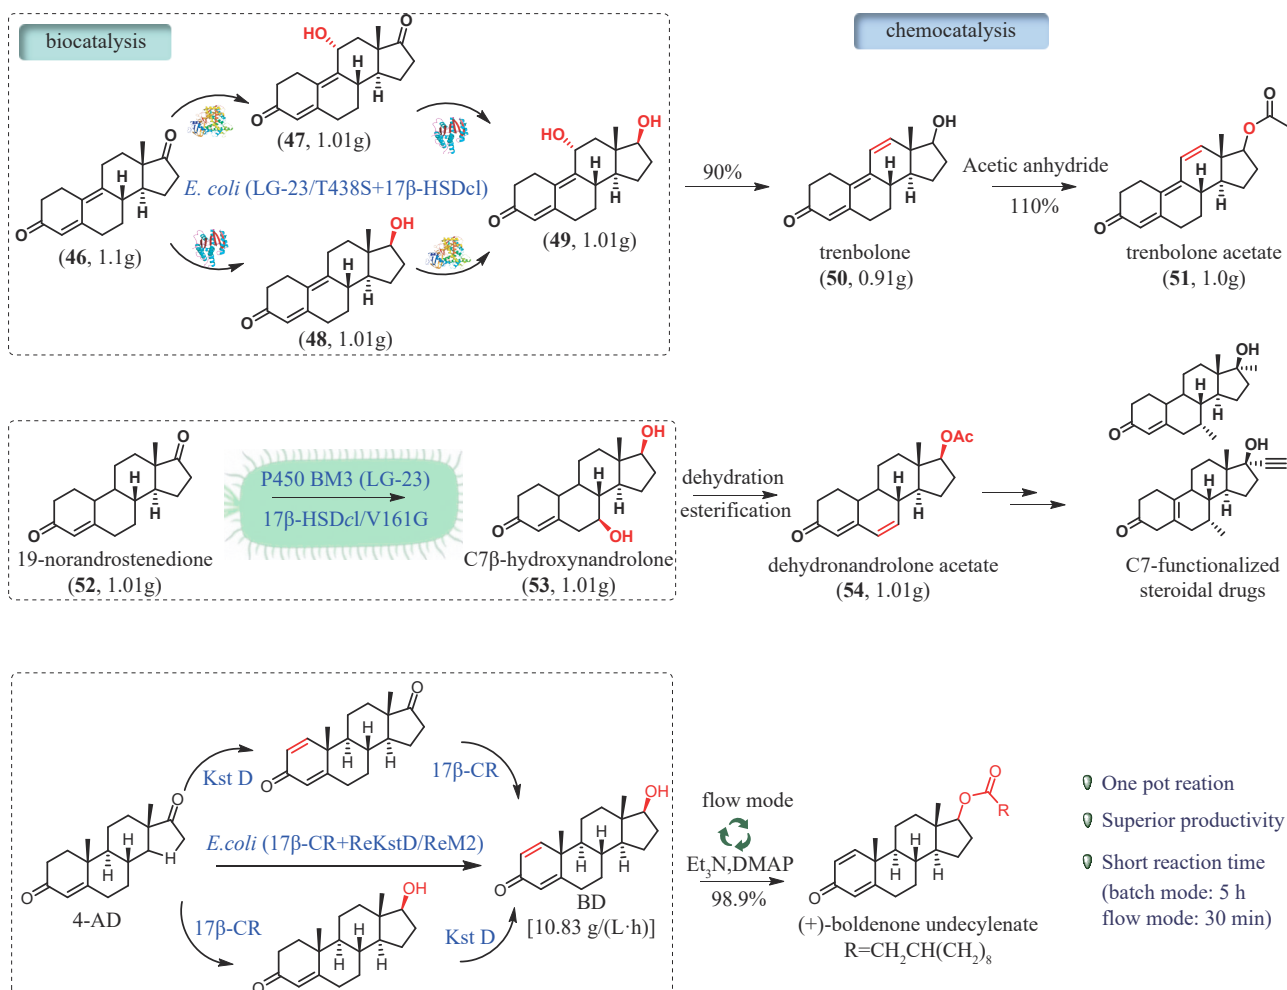 biocatalysis
chemocatalysis
O
HO
O
H
H
O
(47, 1.01g)
O
H
H
O
(46, 1.1g)
E. coli (LG-23/T438S+17β-HSDcl)
OH
H
H
O
(48, 1.01g)
HO
OH
H
H
O
(49, 1.01g)
90%
OH
H
H
O
trenbolone
(50, 0.91g)
Acetic anhydride
110%
O
O
H
H
O
trenbolone acetate
(51, 1.0g)
O
H
H
O
19-norandrostenedione
(52, 1.01g)
P450 BM3 (LG-23)
17β-HSDcl/V161G
OH
H
H
O
OH
C7β-hydroxynandrolone
(53, 1.01g)
dehydration
esterification
OAc
H
H
O
dehydronandrolone acetate
(54, 1.01g)
OH
H
H
O
OH
H
H
O
C7-functionalized
steroidal drugs
O
H
H
O
4-AD
Kst D
O
H
H
H
O
17β-CR
E.coli (17β-CR+ReKstD/ReM2)
17β-CR
OH
H
H
H
O
Kst D
OH
H
H
H
O
BD
[10.83 g/(L·h)]
flow mode
Et3N,DMAP
98.9%
O
O
R
H
H
H
O
(+)-boldenone undecylenate
R=CH2CH(CH2)8
One pot reation
Superior productivity
Short reaction time
(batch mode: 5 h
flow mode: 30 min)